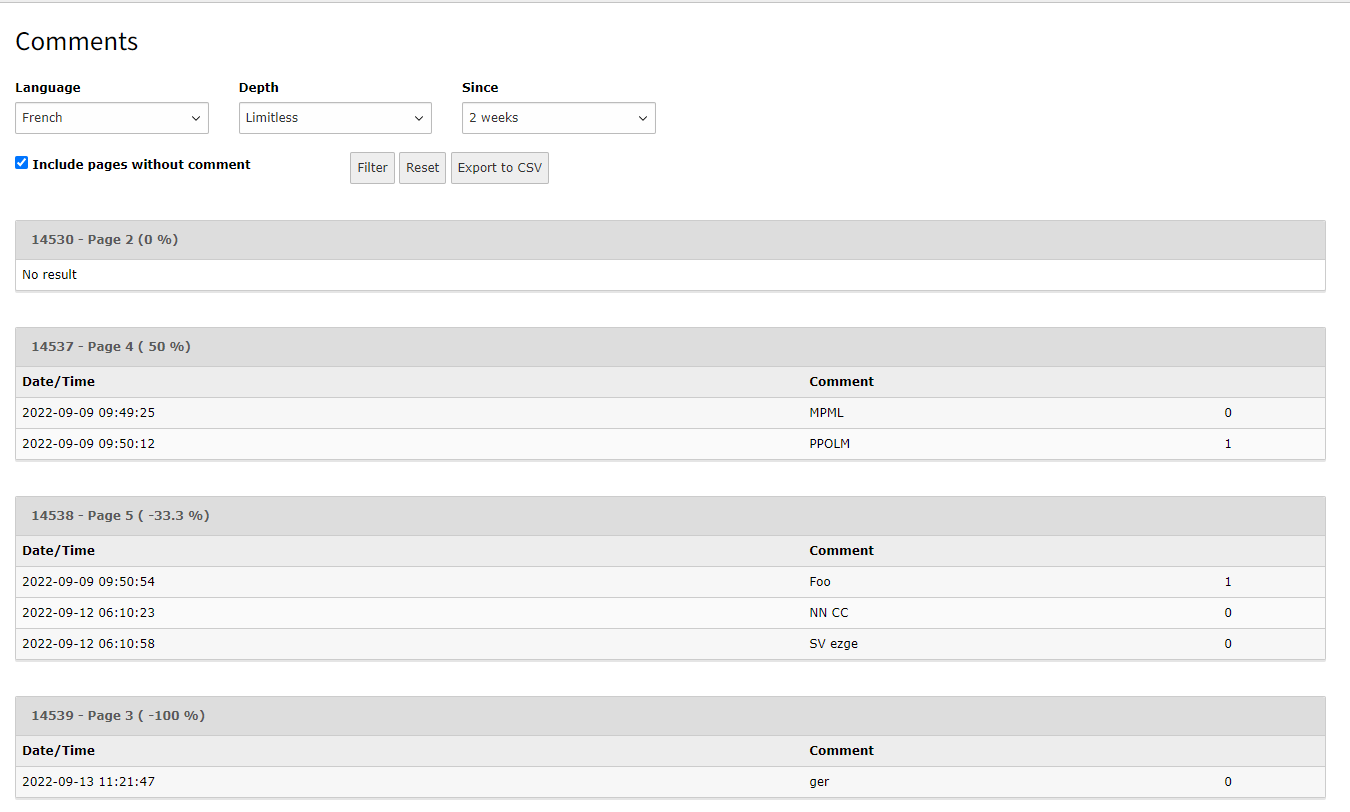 Comments
Language Depth Since
French Limitless 2 weeks
Include pages without comment Filter Reset Export to CSV
14530 - Page 2 (0 %)
No result
14537 - Page 4 ( 50 %)
Date/Time Comment
2022-09-09 09:49:25 MPML 0
2022-09-09 09:50:12 PPOLM 1
14538 - Page 5 ( -33.3 %)
Date/Time Comment
2022-09-09 09:50:54 Foo 1
2022-09-12 06:10:23 NN CC 0
2022-09-12 06:10:58 SV ezge 0
14539 - Page 3 ( -100 %)
Date/Time Comment
2022-09-13 11:21:47 ger 0